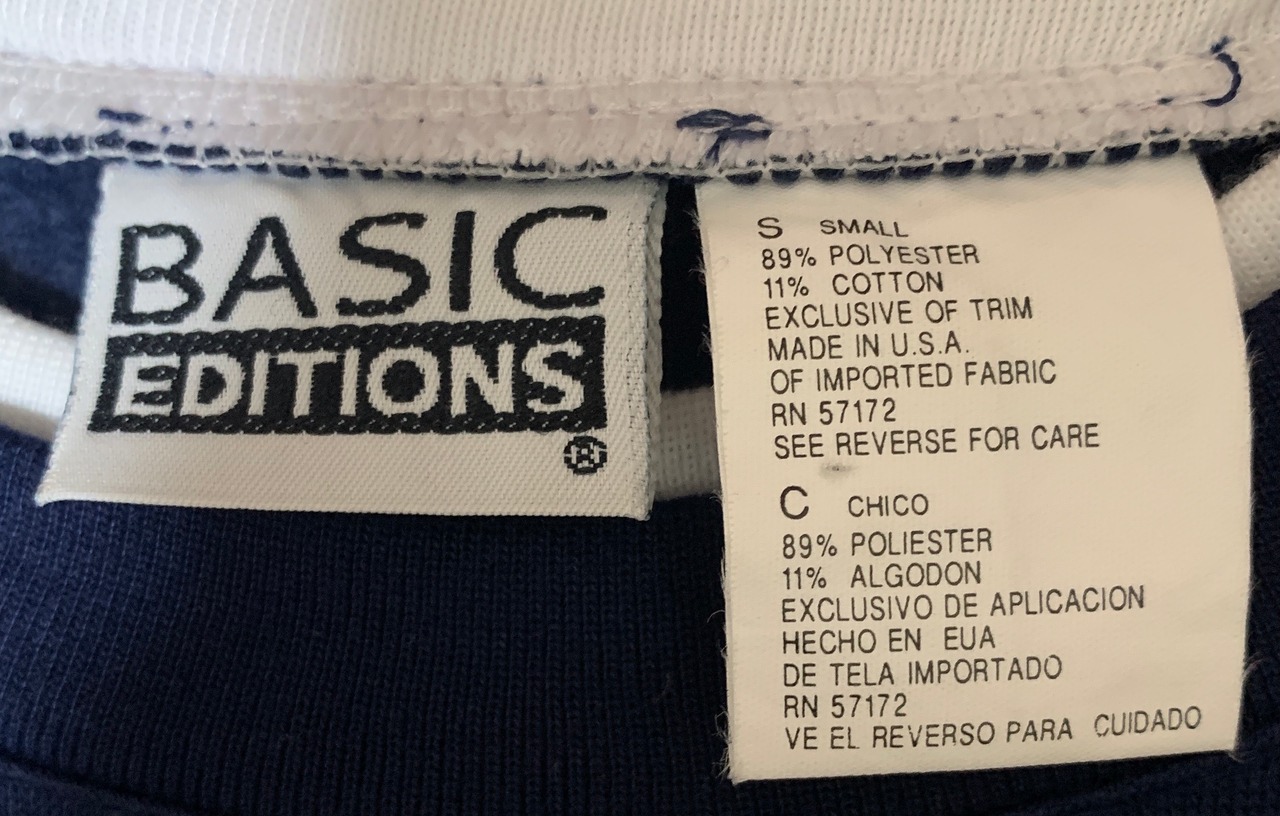 BASIC
EDITIONS
®
S SMALL
89% POLYESTER
11% COTTON
EXCLUSIVE OF TRIM
MADE IN U.S.A.
OF IMPORTED FABRIC
RN 57172
SEE REVERSE FOR CARE
C CHICO
89% POLIESTER
11% ALGODON
EXCLUSIVO DE APLICACION
HECHO EN EUA
DE TELA IMPORTADO
RN 57172
VE EL REVERSO PARA CUIDADO